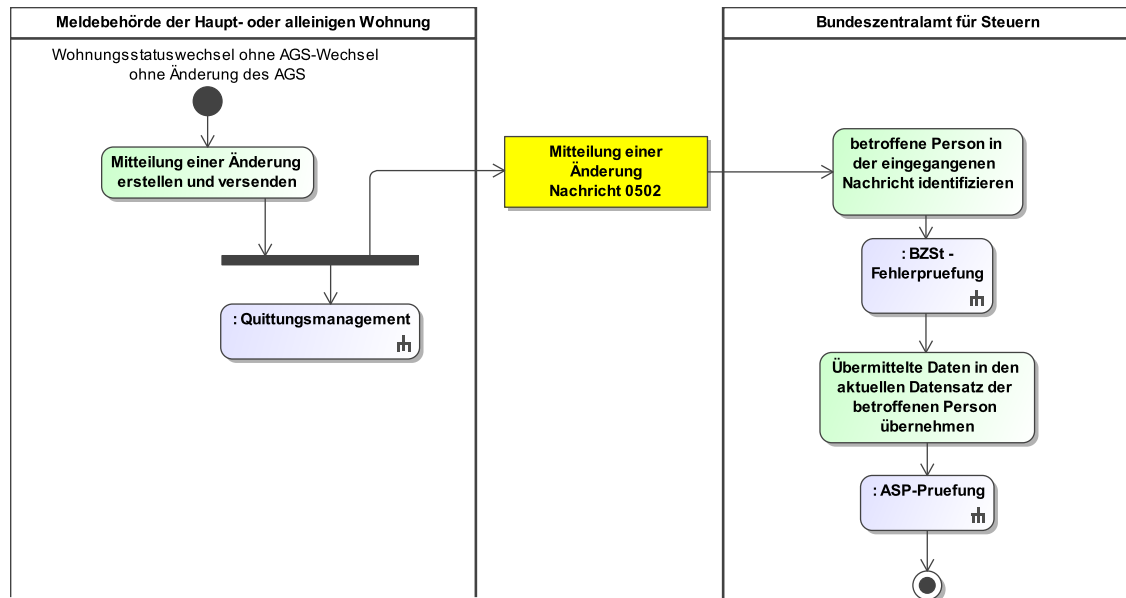 Meldebehörde der Haupt- oder alleinigen Wohnung
Wohnungsstatuswechsel ohne AGS-Wechsel
ohne Änderung des AGS
Mitteilung einer Änderung
erstellen und versenden
: Quittungsmanagement
Mitteilung einer
Änderung
Nachricht 0502
Bundeszentralamt für Steuern
betroffene Person in
der eingegangenen
Nachricht identifizieren
: BZSt -
Fehlerpruefung
Übermittelte Daten in den
aktuellen Datensatz der
betroffenen Person
übernehmen
: ASP-Pruefung